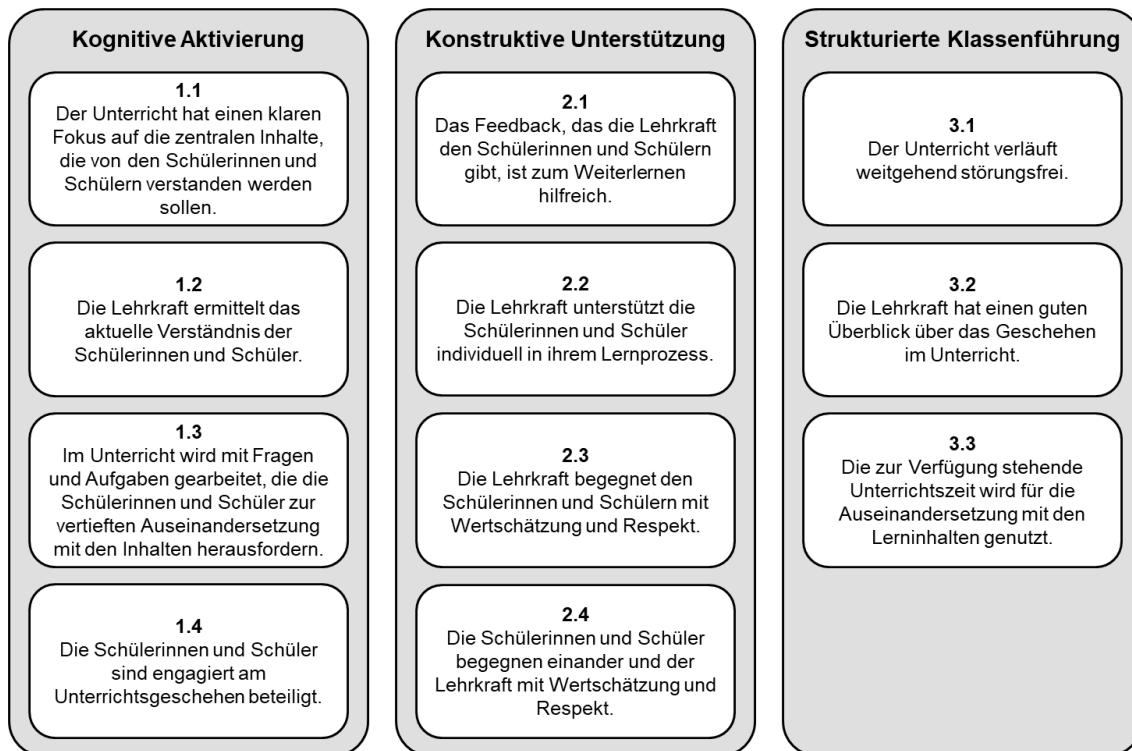 Kognitive Aktivierung
1.1
Der Unterricht hat einen klaren
Fokus auf die zentralen Inhalte,
die von den Schülerinnen und
Schülern verstanden werden
sollen.
1.2
Die Lehrkraft ermittelt das
aktuelle Verständnis der
Schülerinnen und Schüler.
1.3
Im Unterricht wird mit Fragen
und Aufgaben gearbeitet, die die
Schülerinnen und Schüler zur
vertieften Auseinandersetzung
mit den Inhalten herausfordern.
1.4
Die Schülerinnen und Schüler
sind engagiert am
Unterrichtsgeschehen beteiligt.
Konstruktive Unterstützung
2.1
Das Feedback, das die Lehrkraft
den Schülerinnen und Schülern
gibt, ist zum Weiterlernen
hilfreich.
2.2
Die Lehrkraft unterstützt die
Schülerinnen und Schüler
individuell in ihrem Lernprozess.
2.3
Die Lehrkraft begegnet den
Schülerinnen und Schülern mit
Wertschätzung und Respekt.
2.4
Die Schülerinnen und Schüler
begegnen einander und der
Lehrkraft mit Wertschätzung und
Respekt.
Strukturierte Klassenführung
3.1
Der Unterricht verläuft
weitgehend störungsfrei.
3.2
Die Lehrkraft hat einen guten
Überblick über das Geschehen
im Unterricht.
3.3
Die zur Verfügung stehende
Unterrichtszeit wird für die
Auseinandersetzung mit den
Lerninhalten genutzt.